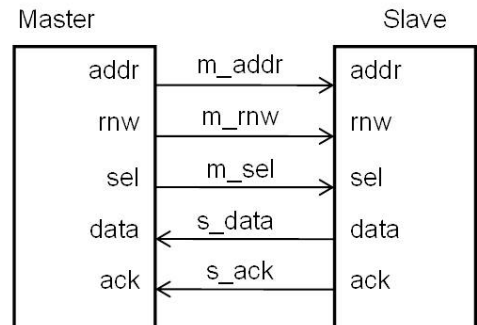 Master Slave
addr m_addr addr
rnw m_rnw rnw
sel m_sel sel
data s_data data
ack s_ack ack